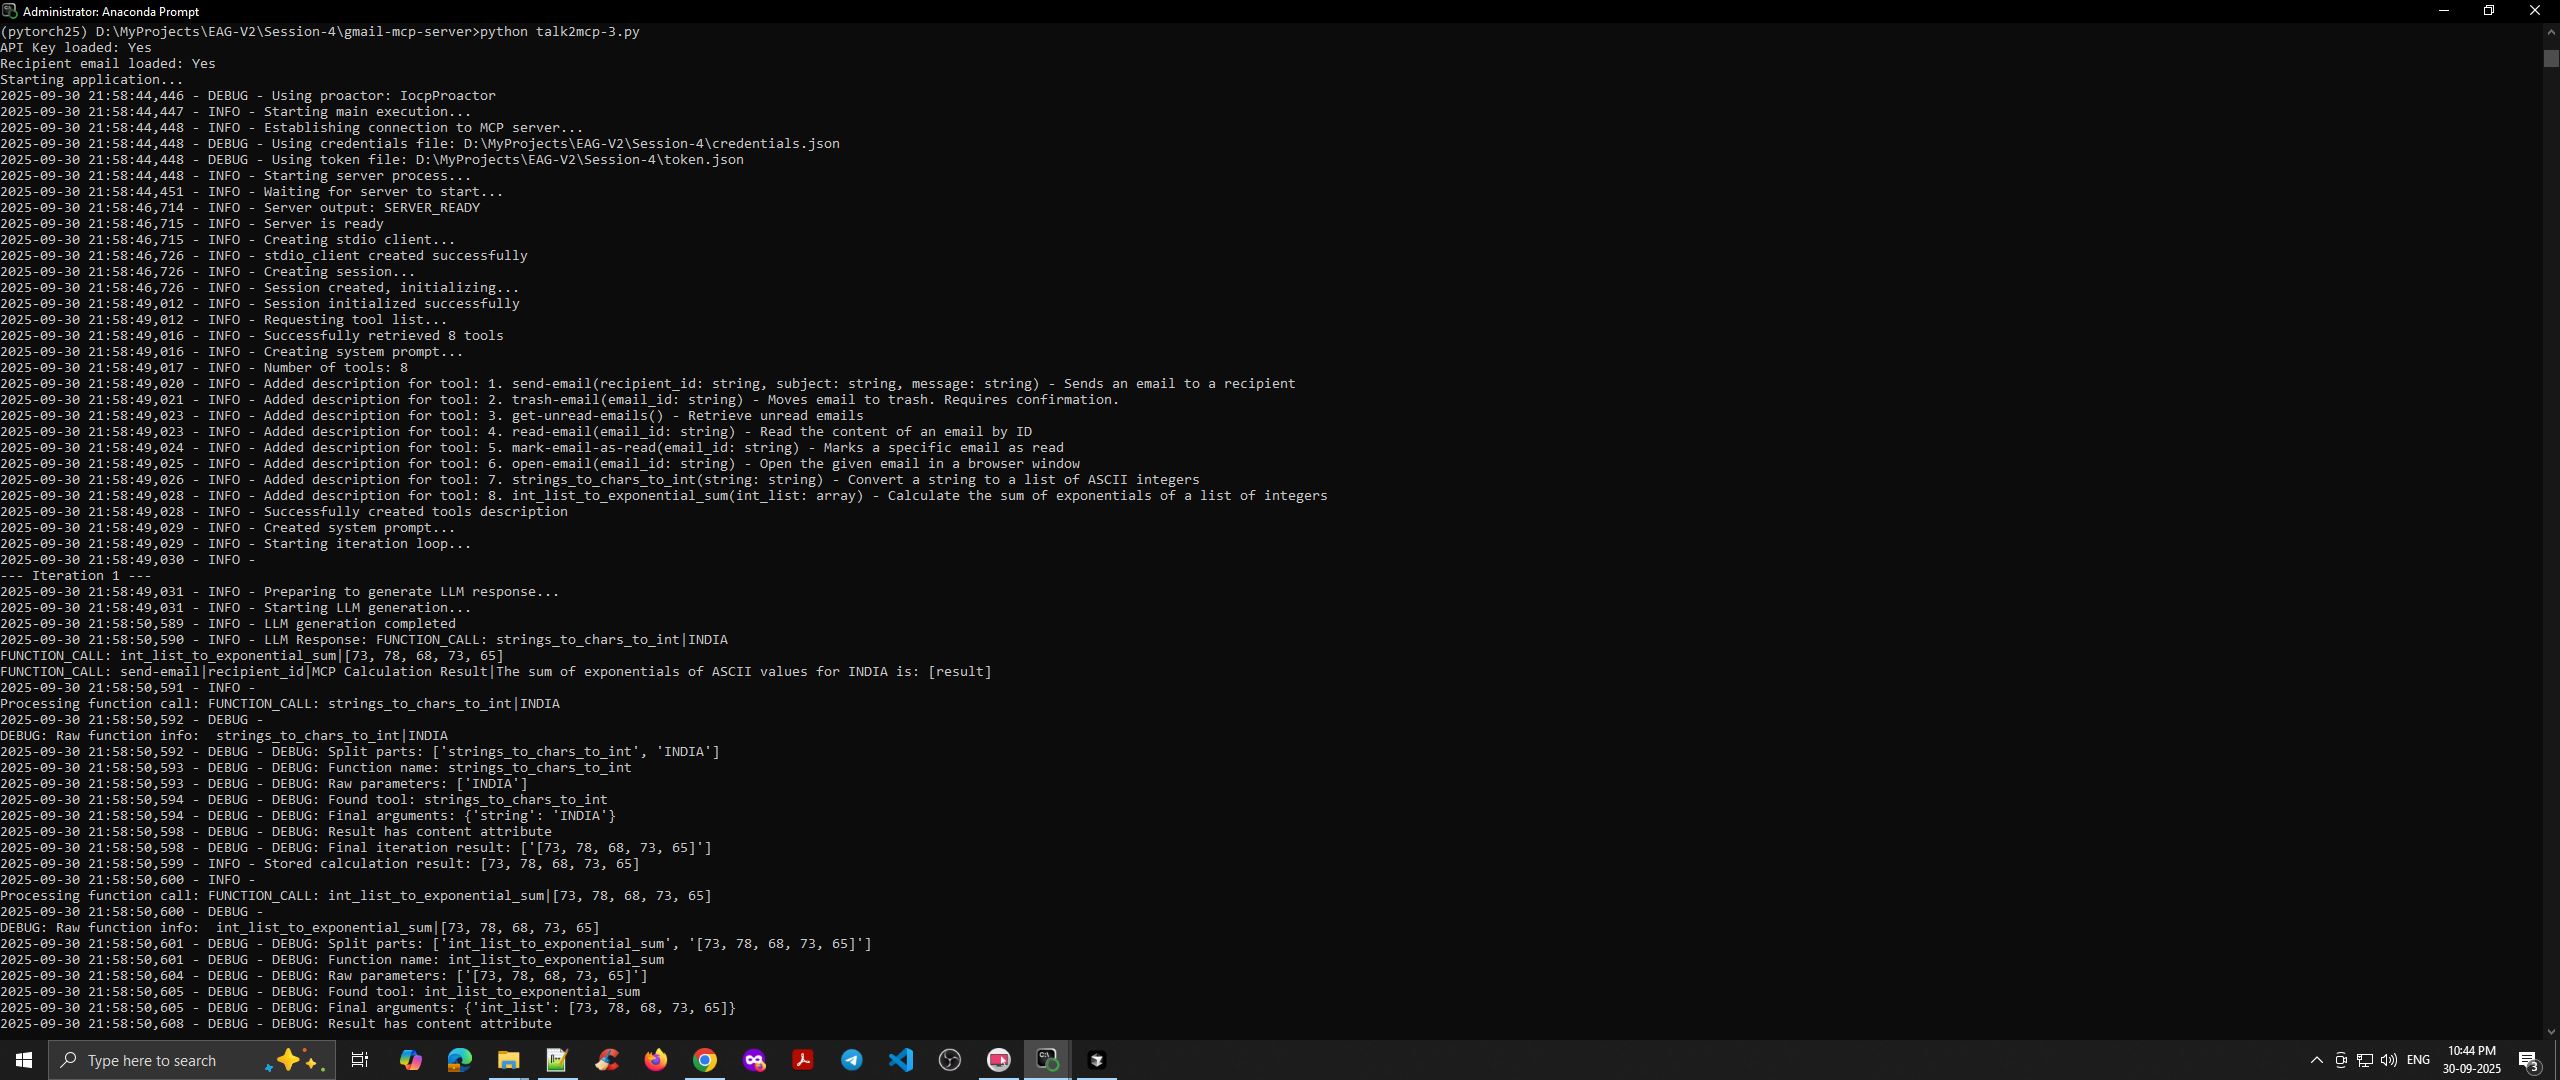 Administrator: Anaconda Prompt
(pytorch25) D:\MyProjects\EAG-V2\Session-4\gmail-mcp-server>python talk2mcp-3.py
API Key loaded: Yes
Recipient email loaded: Yes
Starting application...
2025-09-30 21:58:44,446 - DEBUG - Using proactor: IocpProactor
2025-09-30 21:58:44,447 - INFO - Starting main execution...
2025-09-30 21:58:44,448 - INFO - Establishing connection to MCP server...
2025-09-30 21:58:44,448 - DEBUG - Using credentials file: D:\MyProjects\EAG-V2\Session-4\credentials.json
2025-09-30 21:58:44,448 - DEBUG - Using token file: D:\MyProjects\EAG-V2\Session-4\token.json
2025-09-30 21:58:44,448 - INFO - Starting server process...
2025-09-30 21:58:44,451 - INFO - Waiting for server to start...
2025-09-30 21:58:46,714 - INFO - Server output: SERVER_READY
2025-09-30 21:58:46,715 - INFO - Server is ready
2025-09-30 21:58:46,715 - INFO - Creating stdio client...
2025-09-30 21:58:46,726 - INFO - stdio_client created successfully
2025-09-30 21:58:46,726 - INFO - Creating session...
2025-09-30 21:58:46,726 - INFO - Session created, initializing...
2025-09-30 21:58:49,012 - INFO - Session initialized successfully
2025-09-30 21:58:49,012 - INFO - Requesting tool list...
2025-09-30 21:58:49,016 - INFO - Successfully retrieved 8 tools
2025-09-30 21:58:49,016 - INFO - Creating system prompt...
2025-09-30 21:58:49,017 - INFO - Number of tools: 8
2025-09-30 21:58:49,020 - INFO - Added description for tool: 1. send-email(recipient_id: string, subject: string, message: string) - Sends an email to a recipient
2025-09-30 21:58:49,021 - INFO - Added description for tool: 2. trash-email(email_id: string) - Moves email to trash. Requires confirmation.
2025-09-30 21:58:49,023 - INFO - Added description for tool: 3. get-unread-emails() - Retrieve unread emails
2025-09-30 21:58:49,023 - INFO - Added description for tool: 4. read-email(email_id: string) - Read the content of an email by ID
2025-09-30 21:58:49,024 - INFO - Added description for tool: 5. mark-email-as-read(email_id: string) - Marks a specific email as read
2025-09-30 21:58:49,025 - INFO - Added description for tool: 6. open-email(email_id: string) - Open the given email in a browser window
2025-09-30 21:58:49,026 - INFO - Added description for tool: 7. strings_to_chars_to_int(string: string) - Convert a string to a list of ASCII integers
2025-09-30 21:58:49,028 - INFO - Added description for tool: 8. int_list_to_exponential_sum(int_list: array) - Calculate the sum of exponentials of a list of integers
2025-09-30 21:58:49,028 - INFO - Successfully created tools description
2025-09-30 21:58:49,029 - INFO - Created system prompt...
2025-09-30 21:58:49,029 - INFO - Starting iteration loop...
2025-09-30 21:58:49,030 - INFO -
--- Iteration 1 ---
2025-09-30 21:58:49,031 - INFO - Preparing to generate LLM response...
2025-09-30 21:58:49,031 - INFO - Starting LLM generation...
2025-09-30 21:58:50,589 - INFO - LLM generation completed
2025-09-30 21:58:50,590 - INFO - LLM Response: FUNCTION_CALL: strings_to_chars_to_int|INDIA
FUNCTION_CALL: int_list_to_exponential_sum|[73, 78, 68, 73, 65]
FUNCTION_CALL: send-email|recipient_id|MCP Calculation Result|The sum of exponentials of ASCII values for INDIA is: [result]
2025-09-30 21:58:50,591 - INFO -
Processing function call: FUNCTION_CALL: strings_to_chars_to_int|INDIA
2025-09-30 21:58:50,592 - DEBUG -
DEBUG: Raw function info:  strings_to_chars_to_int|INDIA
2025-09-30 21:58:50,592 - DEBUG - DEBUG: Split parts: ['strings_to_chars_to_int', 'INDIA']
2025-09-30 21:58:50,593 - DEBUG - DEBUG: Function name: strings_to_chars_to_int
2025-09-30 21:58:50,593 - DEBUG - DEBUG: Raw parameters: ['INDIA']
2025-09-30 21:58:50,594 - DEBUG - DEBUG: Found tool: strings_to_chars_to_int
2025-09-30 21:58:50,594 - DEBUG - DEBUG: Final arguments: {'string': 'INDIA'}
2025-09-30 21:58:50,598 - DEBUG - DEBUG: Result has content attribute
2025-09-30 21:58:50,598 - DEBUG - DEBUG: Final iteration result: ['[73, 78, 68, 73, 65]']
2025-09-30 21:58:50,599 - INFO - Stored calculation result: [73, 78, 68, 73, 65]
2025-09-30 21:58:50,600 - INFO -
Processing function call: FUNCTION_CALL: int_list_to_exponential_sum|[73, 78, 68, 73, 65]
2025-09-30 21:58:50,600 - DEBUG -
DEBUG: Raw function info:  int_list_to_exponential_sum|[73, 78, 68, 73, 65]
2025-09-30 21:58:50,601 - DEBUG - DEBUG: Split parts: ['int_list_to_exponential_sum', '[73, 78, 68, 73, 65]']
2025-09-30 21:58:50,601 - DEBUG - DEBUG: Function name: int_list_to_exponential_sum
2025-09-30 21:58:50,604 - DEBUG - DEBUG: Raw parameters: ['[73, 78, 68, 73, 65]']
2025-09-30 21:58:50,605 - DEBUG - DEBUG: Found tool: int_list_to_exponential_sum
2025-09-30 21:58:50,605 - DEBUG - DEBUG: Final arguments: {'int_list': [73, 78, 68, 73, 65]}
2025-09-30 21:58:50,608 - DEBUG - DEBUG: Result has content attribute
Type here to search
ENG
10:44 PM
30-09-2025
3